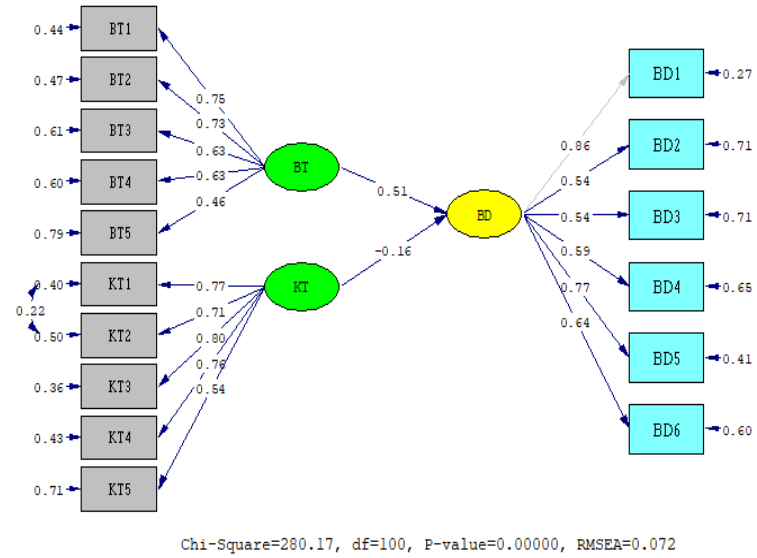 0.44 BT1
0.47 BT2
0.61 BT3
0.60 BT4
0.79 BT5
0.40 KT1
0.22
0.50 KT2
0.36 KT3
0.43 KT4
0.71 KT5
0.75
0.73
0.63
0.63
0.46
BT
0.77
0.71
0.80
0.76
0.54
KT
0.51
-0.16
BD
0.86
0.54
0.54
0.59
0.77
0.64
BD1 0.27
BD2 0.71
BD3 0.71
BD4 0.65
BD5 0.41
BD6 0.60
Chi-Square=280.17, df=100, P-value=0.00000, RMSEA=0.072